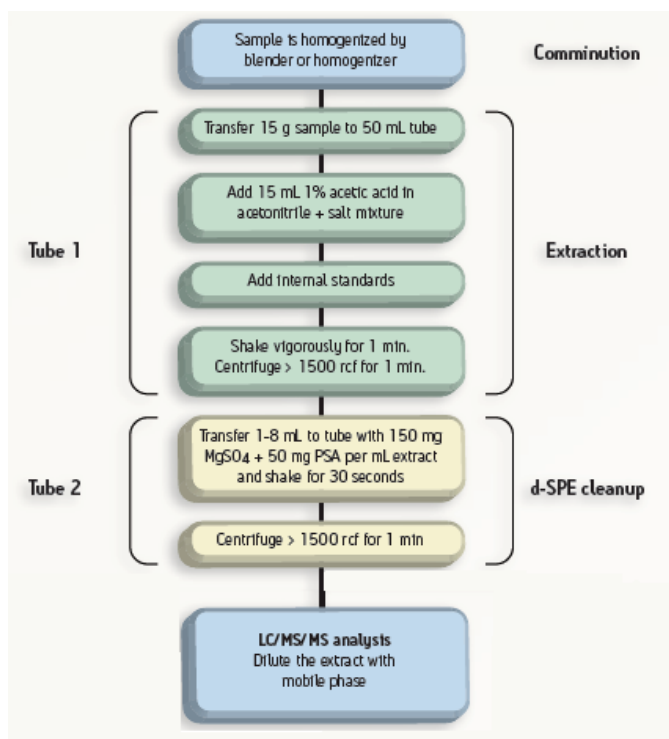 Sample is homogenized by
blender or homogenizer
Comminution
Transfer 15 g sample to 50 mL tube
Add 15 mL 1% acetic acid in
acetonitrile + salt mixture
Tube 1
Extraction
Add internal standards
Shake vigorously for 1 min.
Centrifuge > 1500 rcf for 1 min.
Transfer 1-8 mL to tube with 150 mg
MgSO4 + 50 mg PSA per mL extract
and shake for 30 seconds
Tube 2
d-SPE cleanup
Centrifuge > 1500 rcf for 1 min
LC/MS/MS analysis
Dilute the extract with
mobile phase